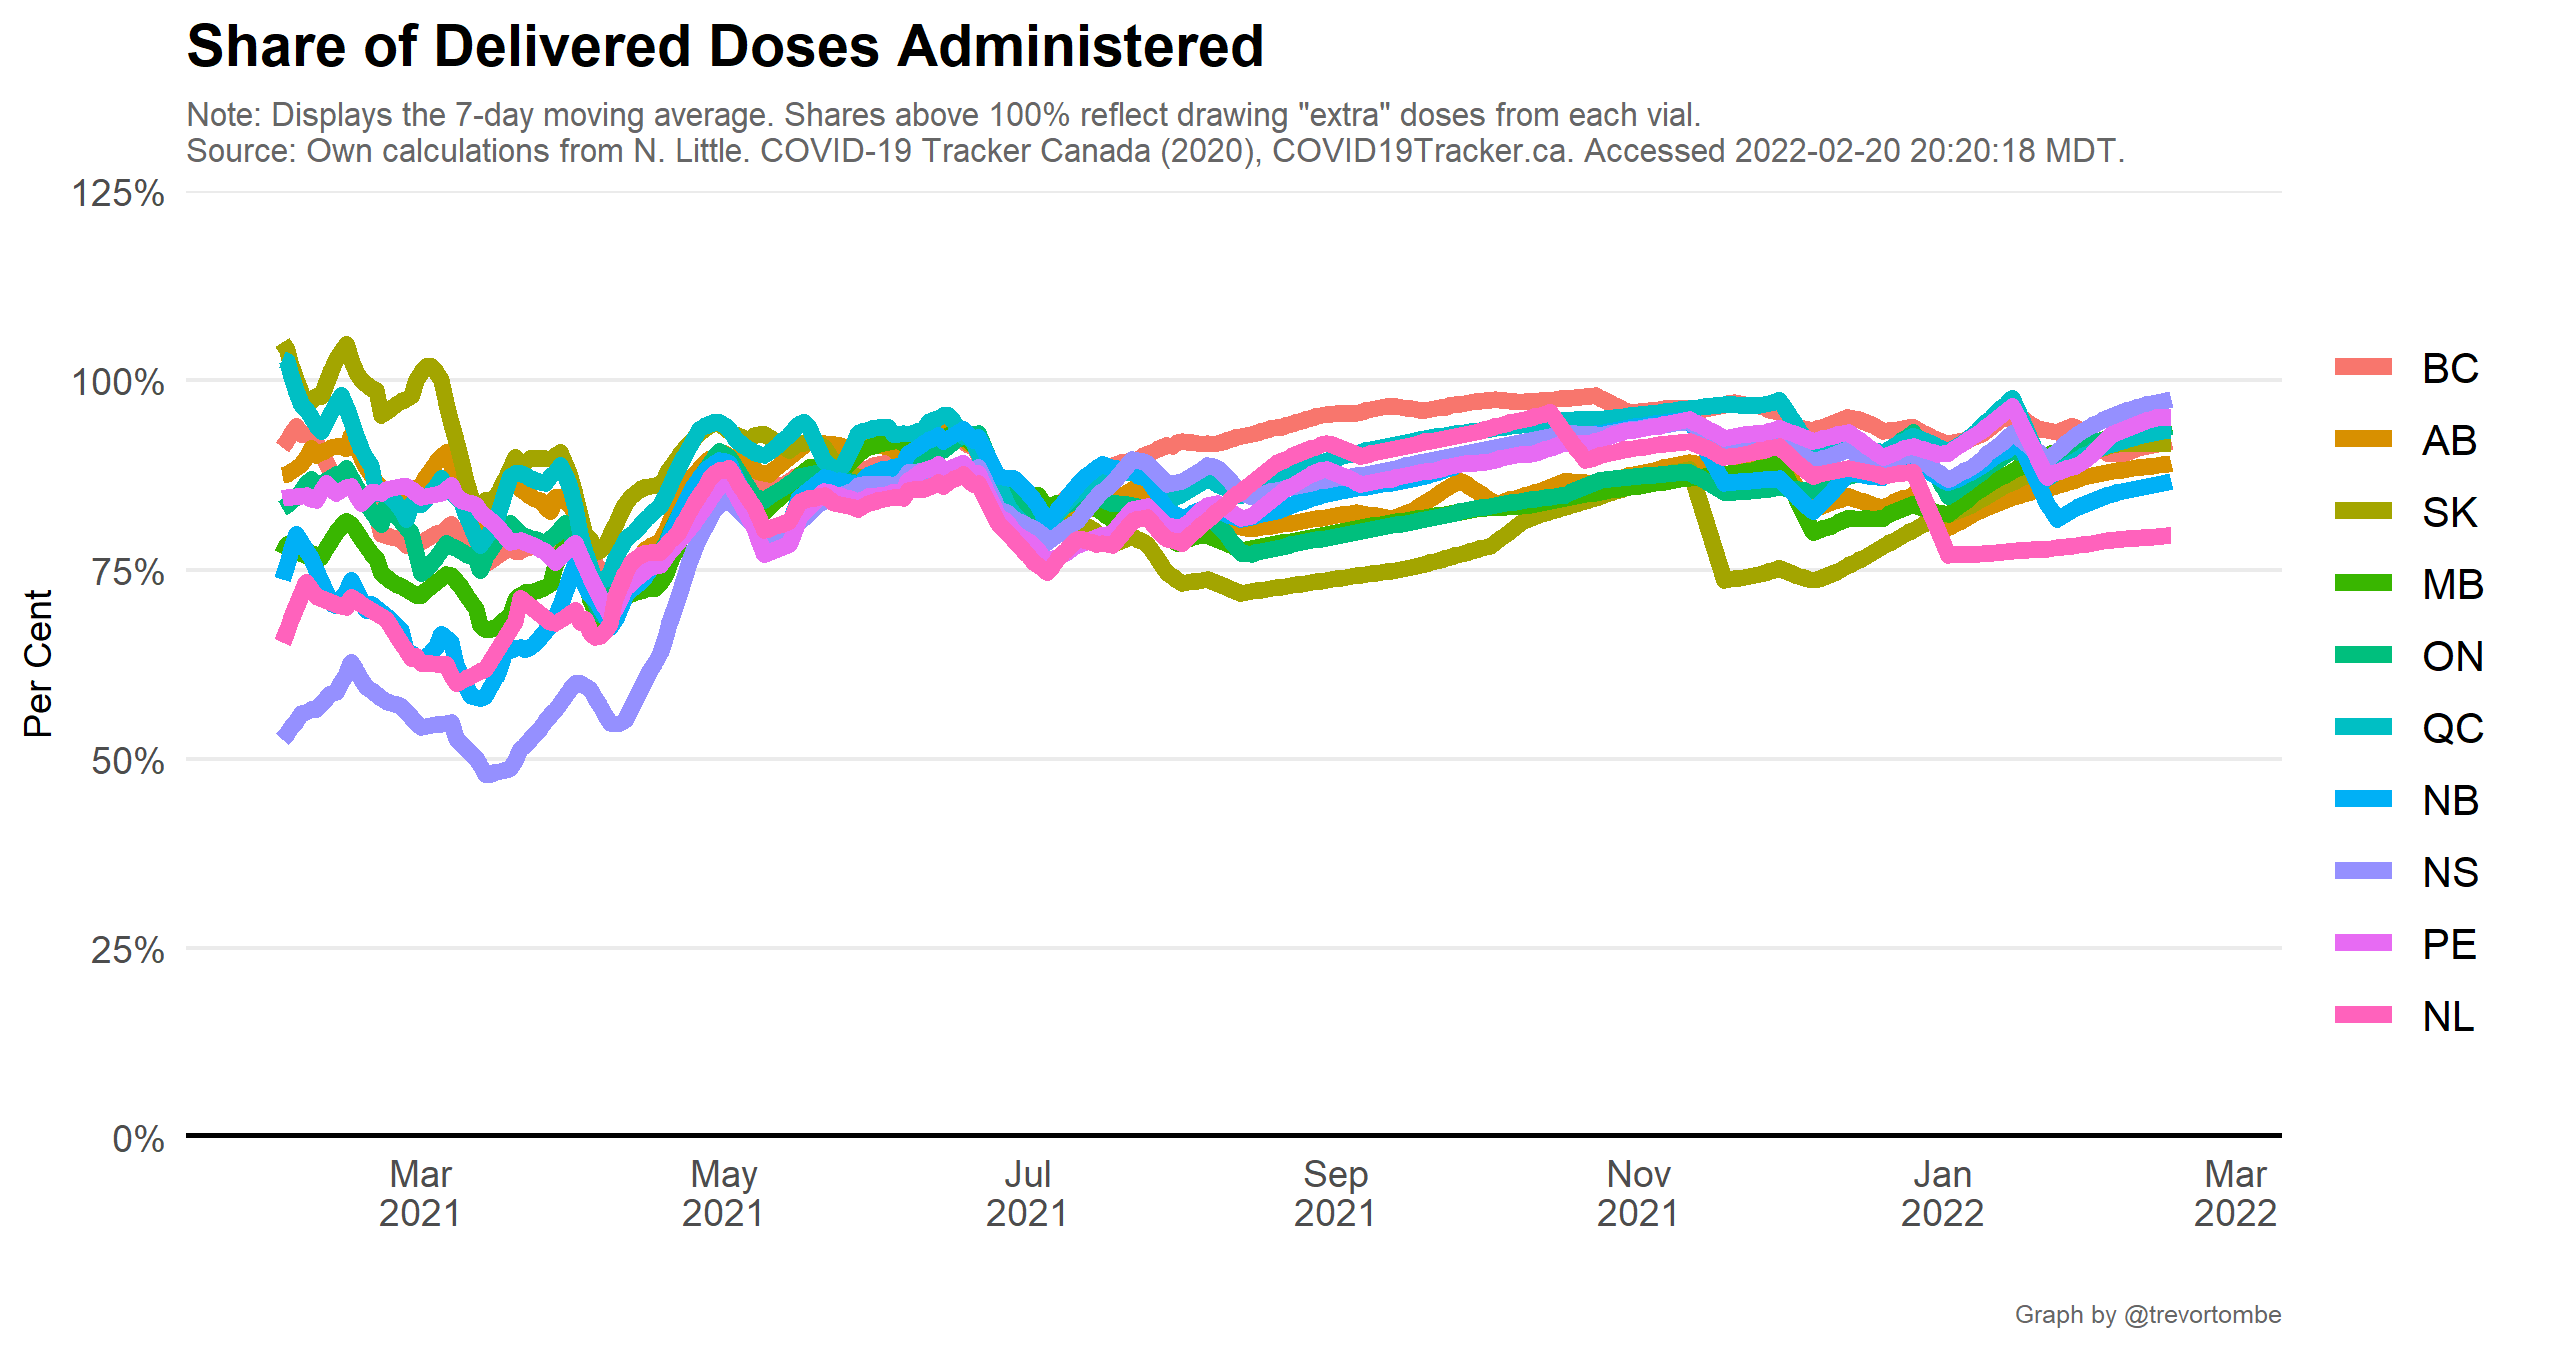 Share of Delivered Doses Administered
Note: Displays the 7-day moving average. Shares above 100% reflect drawing "extra" doses from each vial.
Source: Own calculations from N. Little. COVID-19 Tracker Canada (2020), COVID19Tracker.ca. Accessed 2022-02-20 20:20:18 MDT.
125%
100%
75%
50%
25%
0%
Per Cent
Mar
2021
May
2021
Jul
2021
Sep
2021
Nov
2021
Jan
2022
Mar
2022
BC
AB
SK
MB
ON
QC
NB
NS
PE
NL
Graph by @trevortombe